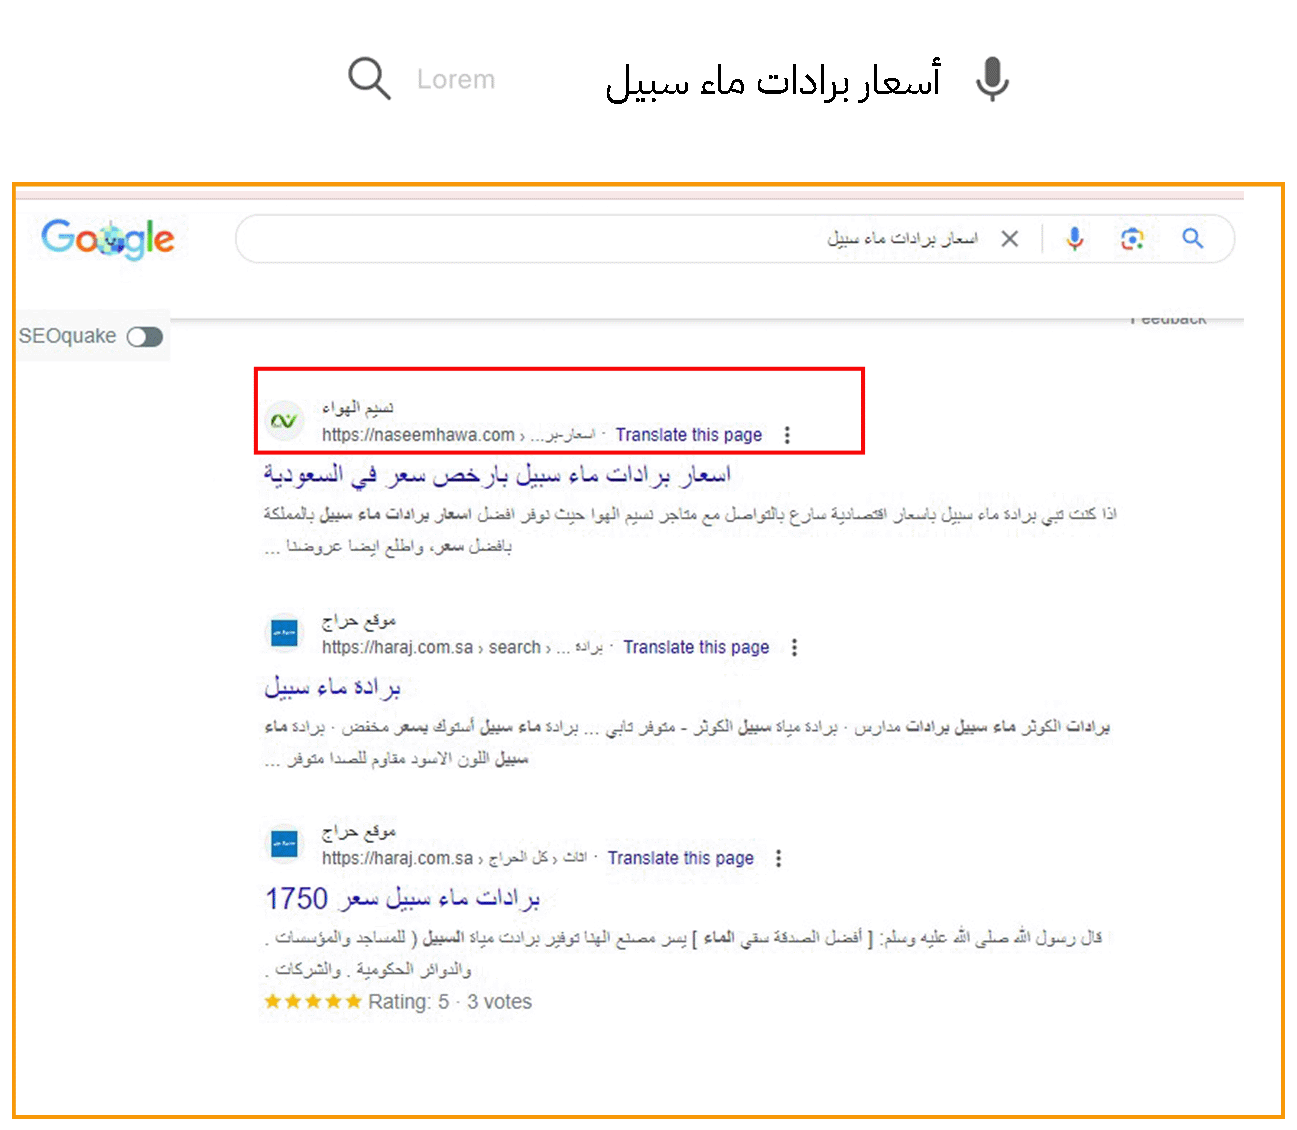 Lorem
أسعار برادات ماء سبيل
Google
اسعار برادات ماء سبيل
SEOquake
Feedback
نسيم الهواء
https://naseemhawa.com › اسعار-بر... · Translate this page
اسعار برادات ماء سبيل بارخص سعر في السعودية
اذا كنت تبي برادة ماء سبيل باسعار اقتصادية سارع بالتواصل مع متاجر نسيم الهوا حيث نوفر افضل اسعار برادات ماء سبيل بالمملكة
بافضل سعر، واطلع ايضا عروضنا ...
موقع حراج
https://haraj.com.sa › search › برادة ... · Translate this page
برادة ماء سبيل
برادات الكوثر ماء سبيل برادات مدارس · برادة مياة سبيل الكوثر - متوفر تابي ... برادة ماء سبيل أستوك بسعر مخفض · برادة ماء
سبيل اللون الاسود مقاوم للصدا متوفر ...
موقع حراج
https://haraj.com.sa › كل الحراج › اثاث · Translate this page
برادات ماء سبيل سعر 1750
قال رسول الله صلى الله عليه وسلم: [ أفضل الصدقة سقي الماء ] يسر مصنع الهنا توفير برادت مياة السبيل ( للمساجد والمؤسسات .
والدوائر الحكومية . والشركات .
Rating: 5 · 3 votes